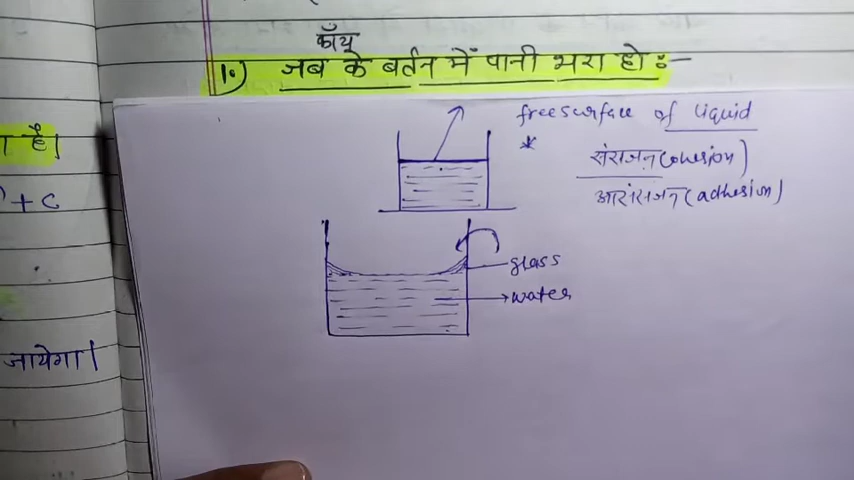 काँच
1.) जब के बर्तन में पानी भरा हो :-
free surface of liquid
*
संसंजन (cohesion)
आसंजन (adhesion)
glass
water
है।
+ c
जायेगा।